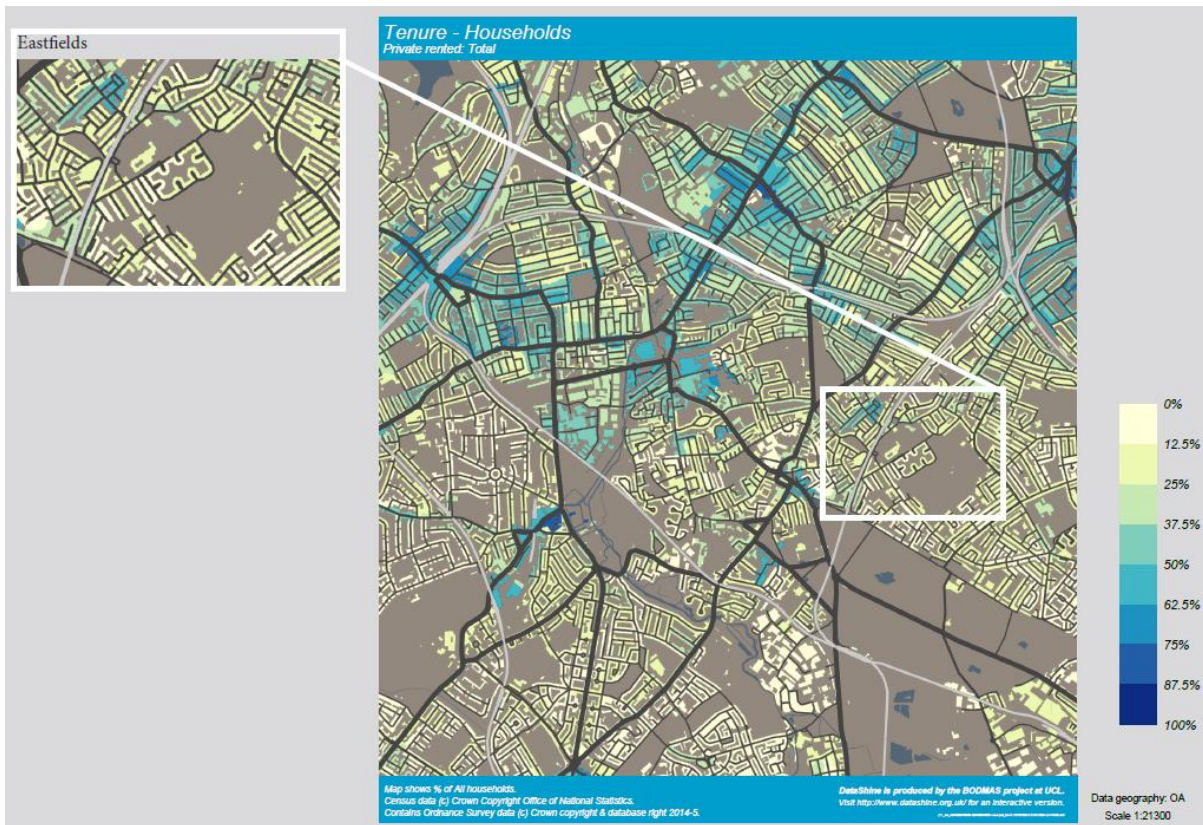 Eastfields
Tenure - Households
Private rented: Total
0%
12.5%
25%
37.5%
50%
62.5%
75%
87.5%
100%
Map shows % of All households.
Census data (c) Crown Copyright Office of National Statistics.
Contains Ordnance Survey data (c) Crown copyright & database right 2014-5.
DataShine is produced by the BODMAS project at UCL.
Visit http://www.datashine.org.uk/ for an interactive version.
Data geography: OA
Scale 1:21300